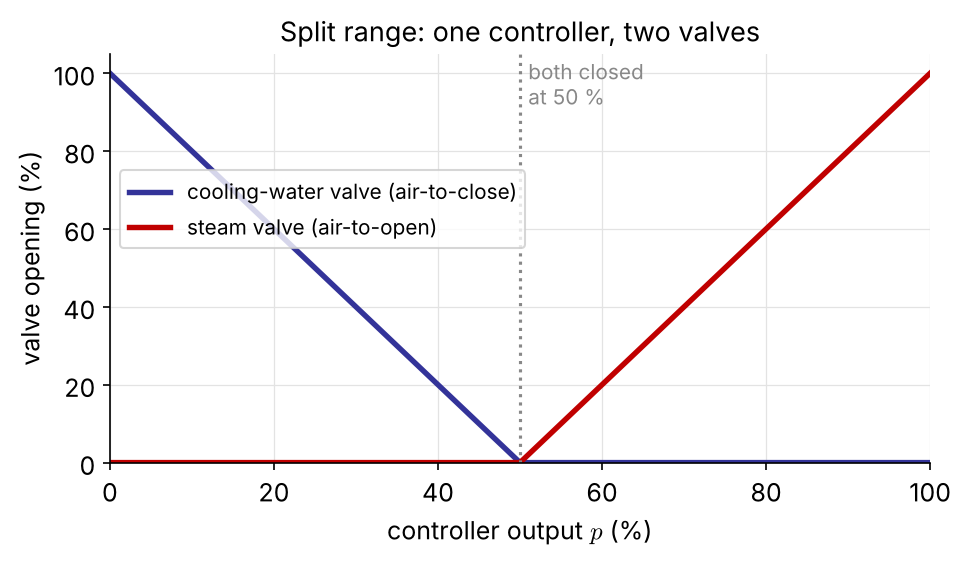 Split range: one controller, two valves
both closed
at 50 %
100
80
60
40
20
0
valve opening (%)
cooling-water valve (air-to-close)
steam valve (air-to-open)
0
20
40
60
80
100
controller output p (%)